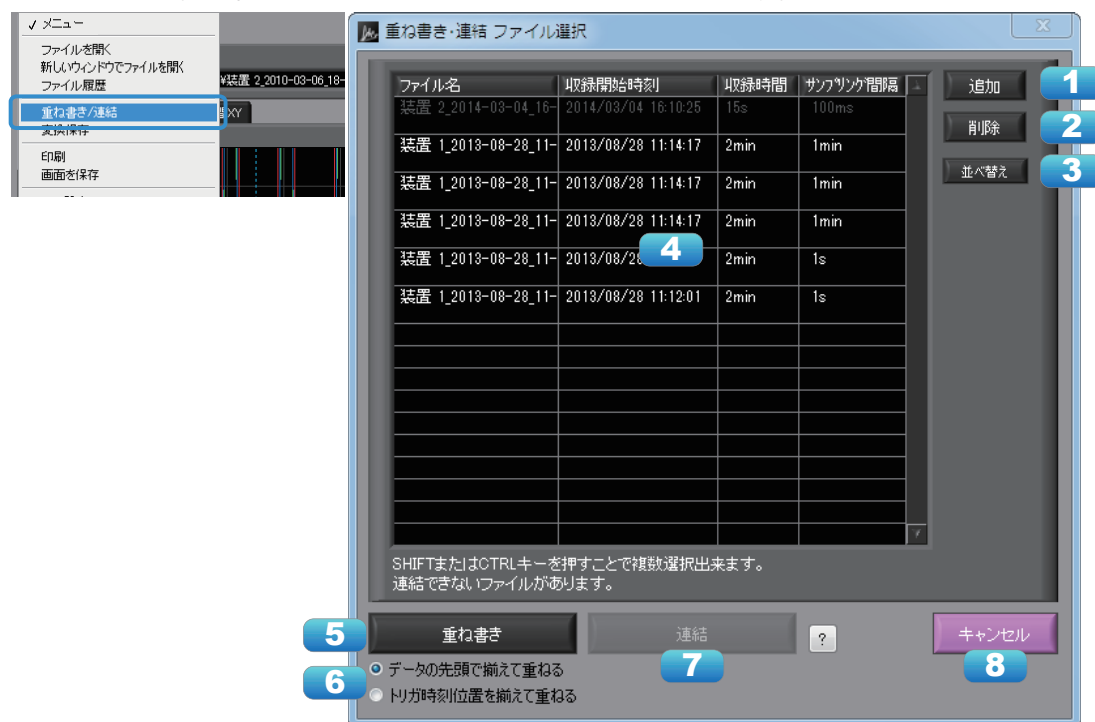 ✓ メニュー
ファイルを開く
新しいウィンドウでファイルを開く
ファイル履歴
重ね書き/連結
変換保存
印刷
画面を保存
¥装置 2_2010-03-06_18-
XY
重ね書き・連結 ファイル選択
ファイル名 収録開始時刻 収録時間 サンプリング間隔
装置 2_2014-03-04_16- 2014/03/04 16:10:25 15s 100ms
装置 1_2013-08-28_11- 2013/08/28 11:14:17 2min 1min
装置 1_2013-08-28_11- 2013/08/28 11:14:17 2min 1min
装置 1_2013-08-28_11- 2013/08/28 11:14:17 2min 1min
装置 1_2013-08-28_11- 2013/08/28 2min 1s
装置 1_2013-08-28_11- 2013/08/28 11:12:01 2min 1s
4
追加 1
削除 2
並べ替え 3
SHIFTまたはCTRLキーを押すことで複数選択出来ます。
連結できないファイルがあります。
5 重ね書き 連結 ? キャンセル
6 7 8
データの先頭で揃えて重ねる
トリガ時刻位置を揃えて重ねる